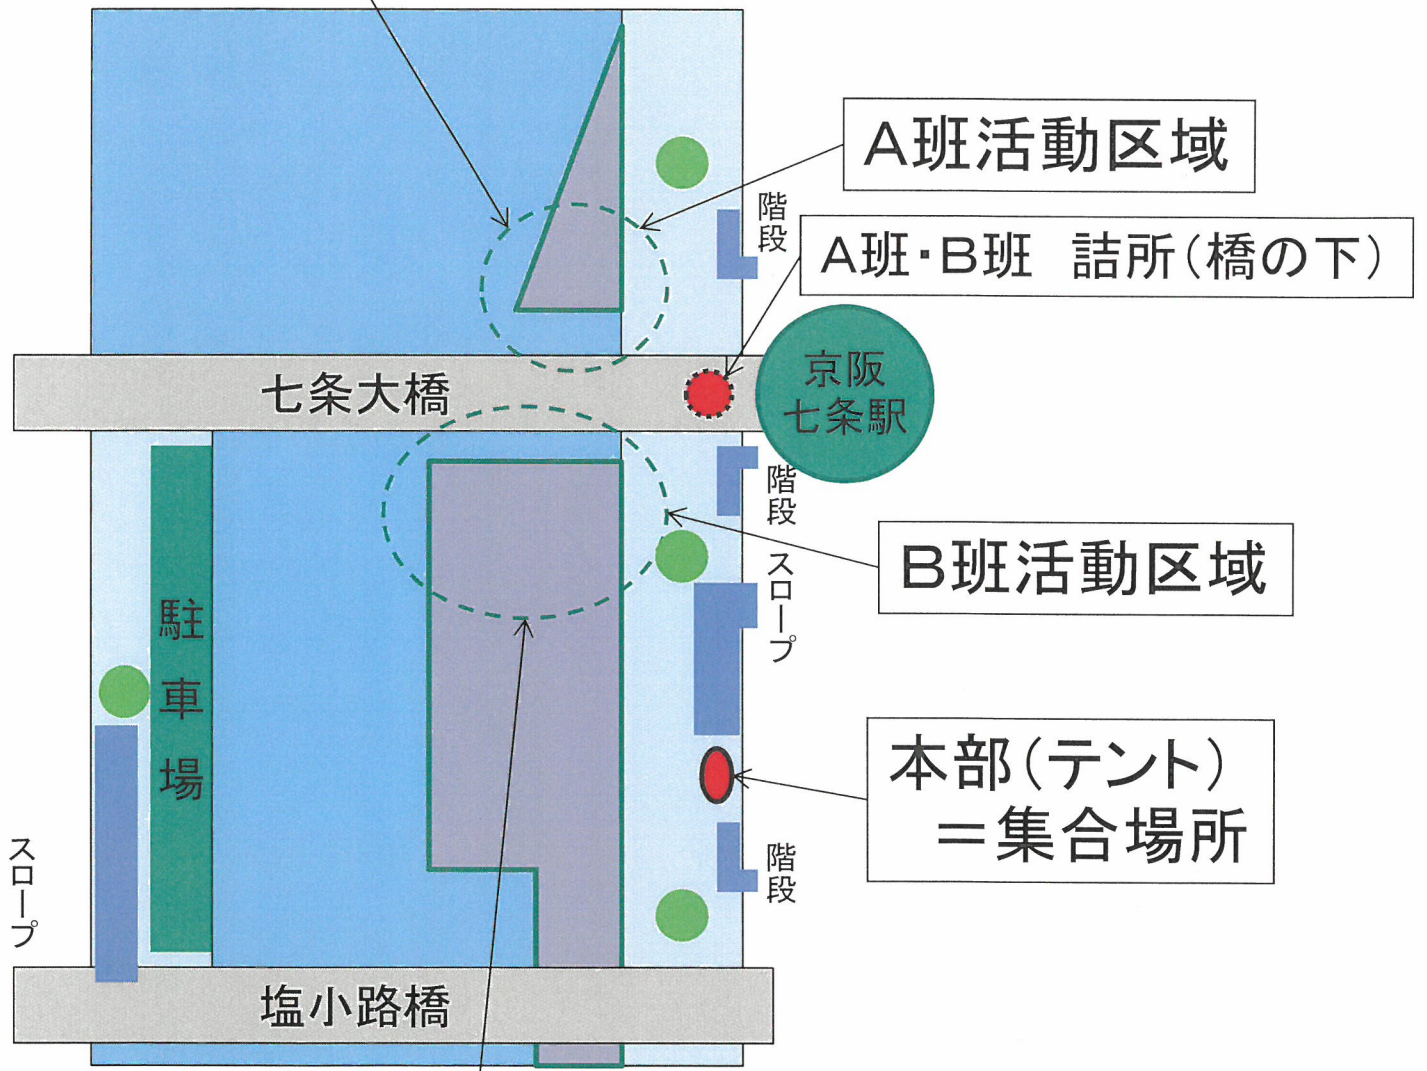 A班活動区域
階段
A班・B班　詰所（橋の下）
京阪
七条駅
七条大橋
階段
B班活動区域
スロープ
駐車場
本部（テント）
＝集合場所
階段
スロープ
塩小路橋